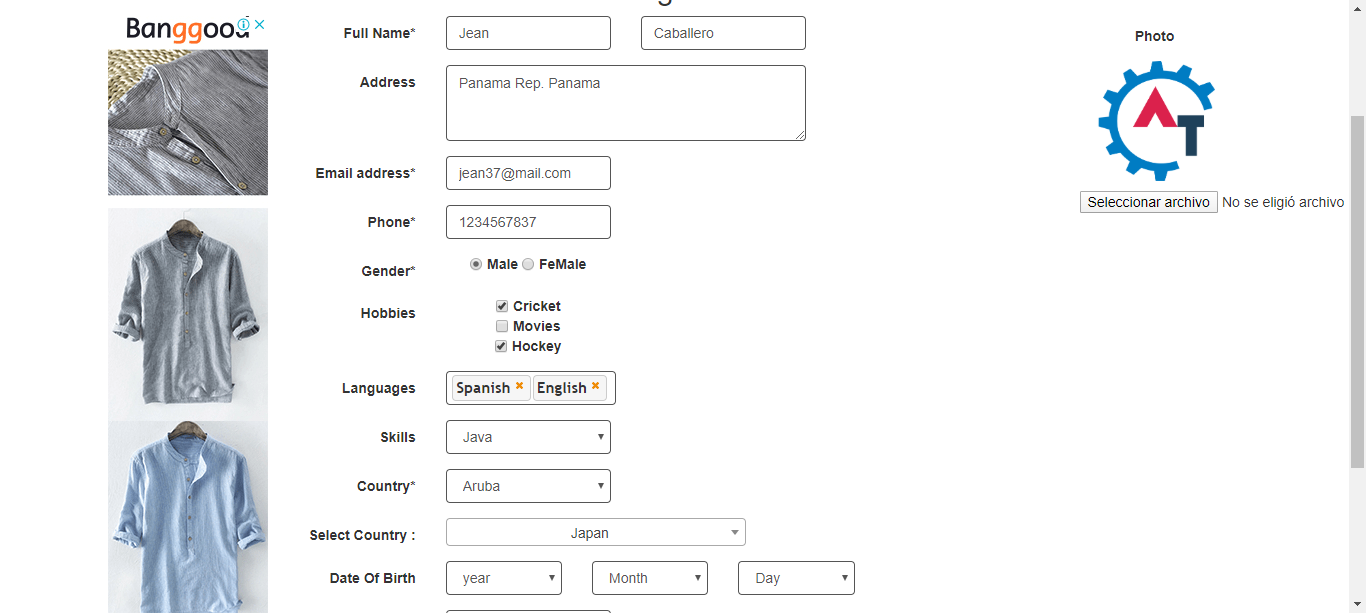 Banggood
Full Name*
Jean
Caballero
Photo
Address
Panama Rep. Panama
AT
Seleccionar archivo No se eligió archivo
Email address*
jean37@mail.com
Phone*
1234567837
Gender*
Male FeMale
Hobbies
Cricket
Movies
Hockey
Languages
Spanish English
Skills
Java
Country*
Aruba
Select Country :
Japan
Date Of Birth
year
Month
Day